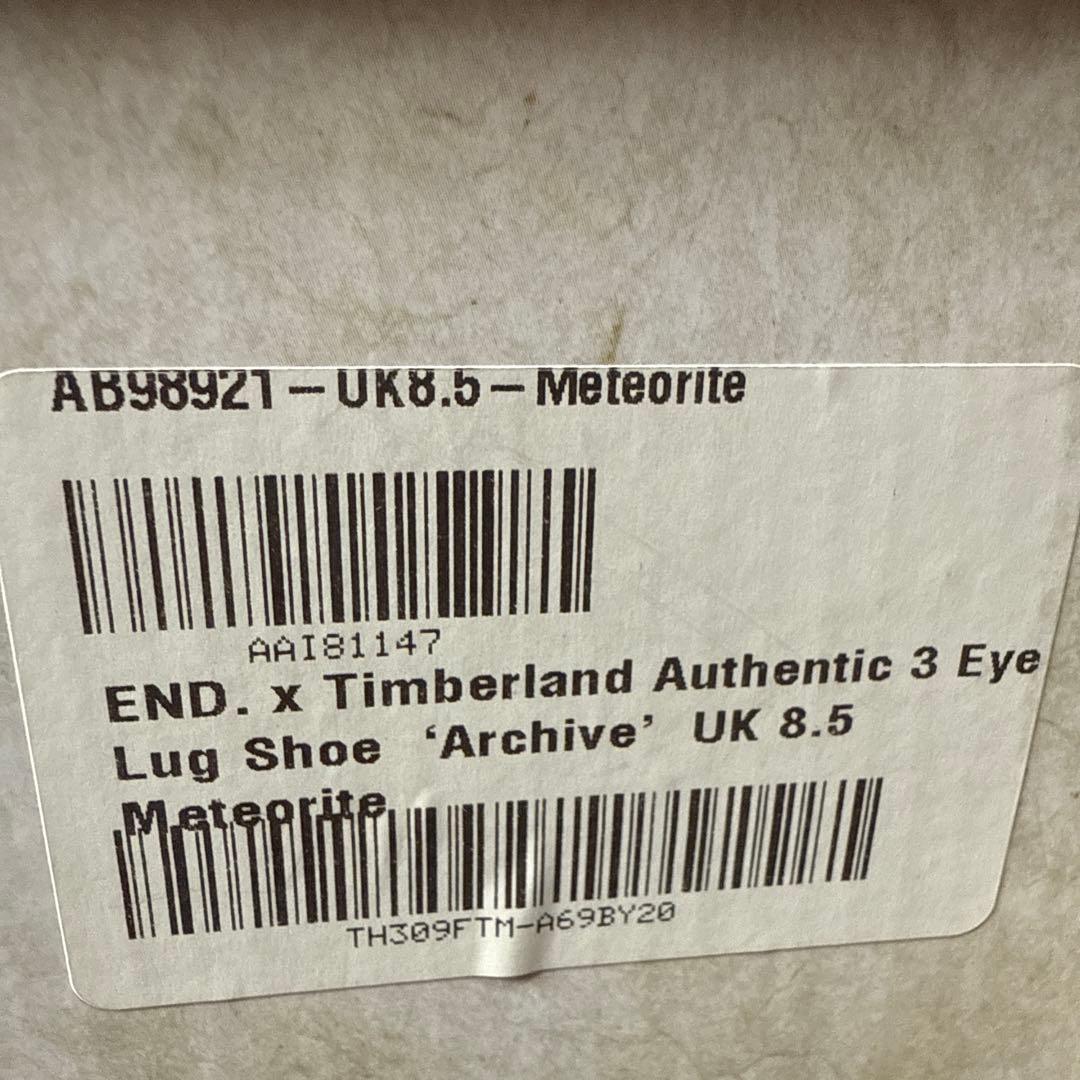 AB98921-UK8.5-Meteorite
AAI81147
END. x Timberland Authentic 3 Eye
Lug Shoe ‘Archive’ UK 8.5
Meteorite
TH309FTM-A69BY20